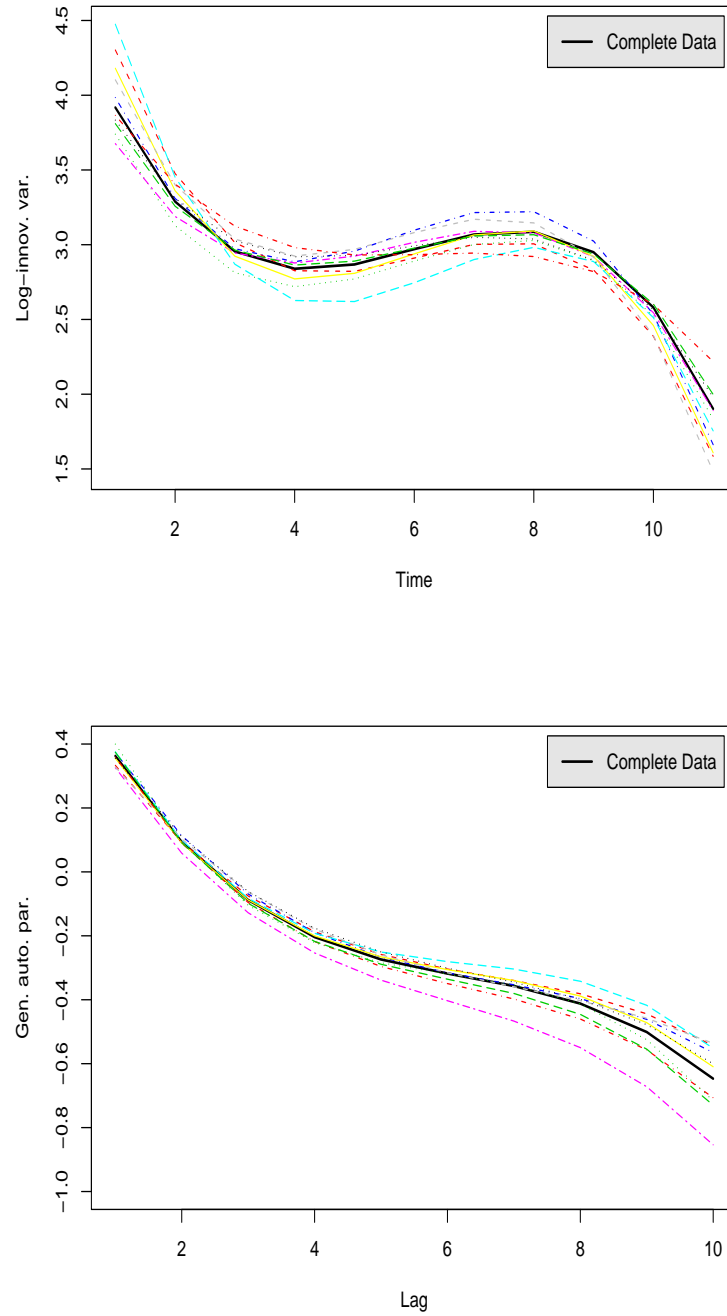 4.5
4.0
3.5
3.0
2.5
2.0
1.5
Log−innov. var.
Complete Data
2 4 6 8 10
Time
0.4
0.2
0.0
−0.2
−0.4
−0.6
−0.8
−1.0
Gen. auto. par.
Complete Data
2 4 6 8 10
Lag